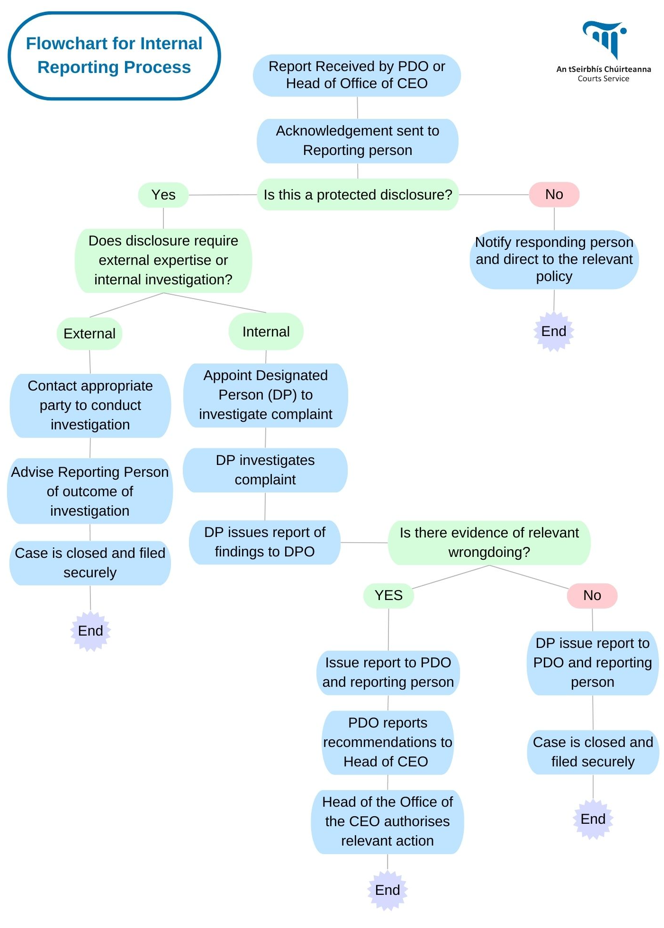 Flowchart for Internal
Reporting Process
An tSeirbhís Chúirteanna
Courts Service
Report Received by PDO or
Head of Office of CEO
Acknowledgement sent to
Reporting person
Yes
Is this a protected disclosure?
No
Does disclosure require
external expertise or
internal investigation?
Notify responding person
and direct to the relevant
policy
End
External
Internal
Contact appropriate
party to conduct
investigation
Advise Reporting Person
of outcome of
investigation
Case is closed and filed
securely
End
Appoint Designated
Person (DP) to
investigate complaint
DP investigates
complaint
DP issues report of
findings to DPO
Is there evidence of relevant
wrongdoing?
YES
No
Issue report to PDO
and reporting person
PDO reports
recommendations to
Head of CEO
Head of the Office of
the CEO authorises
relevant action
End
DP issue report to
PDO and reporting
person
Case is closed and
filed securely
End